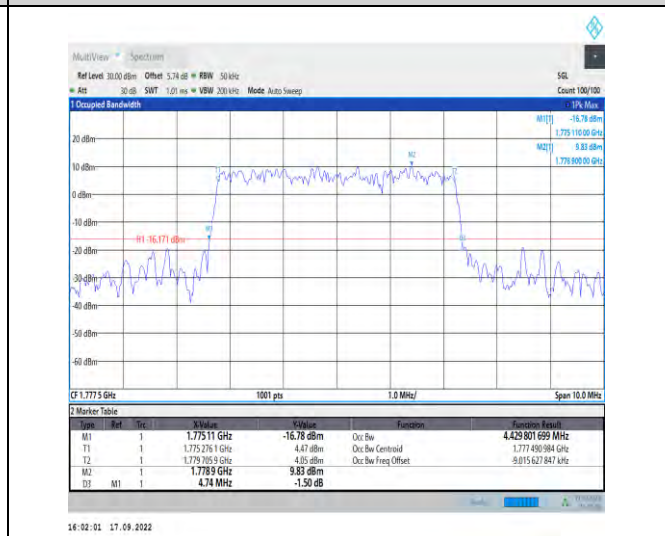 MultiView Spectrum
Ref Level 30.00 dBm Offset 5.74 dB RBW 50 kHz SGL
Att 30 dB SWT 1.01 ms VBW 200 kHz Mode Auto Sweep Count 100/100
1 Occupied Bandwidth 1Pk Max
M1[1] -16.78 dBm
1.775 110 00 GHz
20 dBm
M2[1] 9.83 dBm
1.778 900 00 GHz
M2
10 dBm
0 dBm
-10 dBm
M1
H1 -16.171 dBm
-20 dBm
-30 dBm
-40 dBm
-50 dBm
-60 dBm
CF 1.777 5 GHz 1001 pts 1.0 MHz/ Span 10.0 MHz
2 Marker Table
Type Ref Trc X-Value Y-Value Function Function Result
M1 1 1.775 11 GHz -16.78 dBm Occ Bw 4.429 801 699 MHz
T1 1 1.775 276 1 GHz 4.47 dBm Occ Bw Centroid 1.777 490 984 GHz
T2 1 1.779 705 9 GHz 4.05 dBm Occ Bw Freq Offset -9.015 627 847 kHz
M2 1 1.778 9 GHz 9.83 dBm
D3 M1 1 4.74 MHz -1.50 dB
16:02:01 17.09.2022